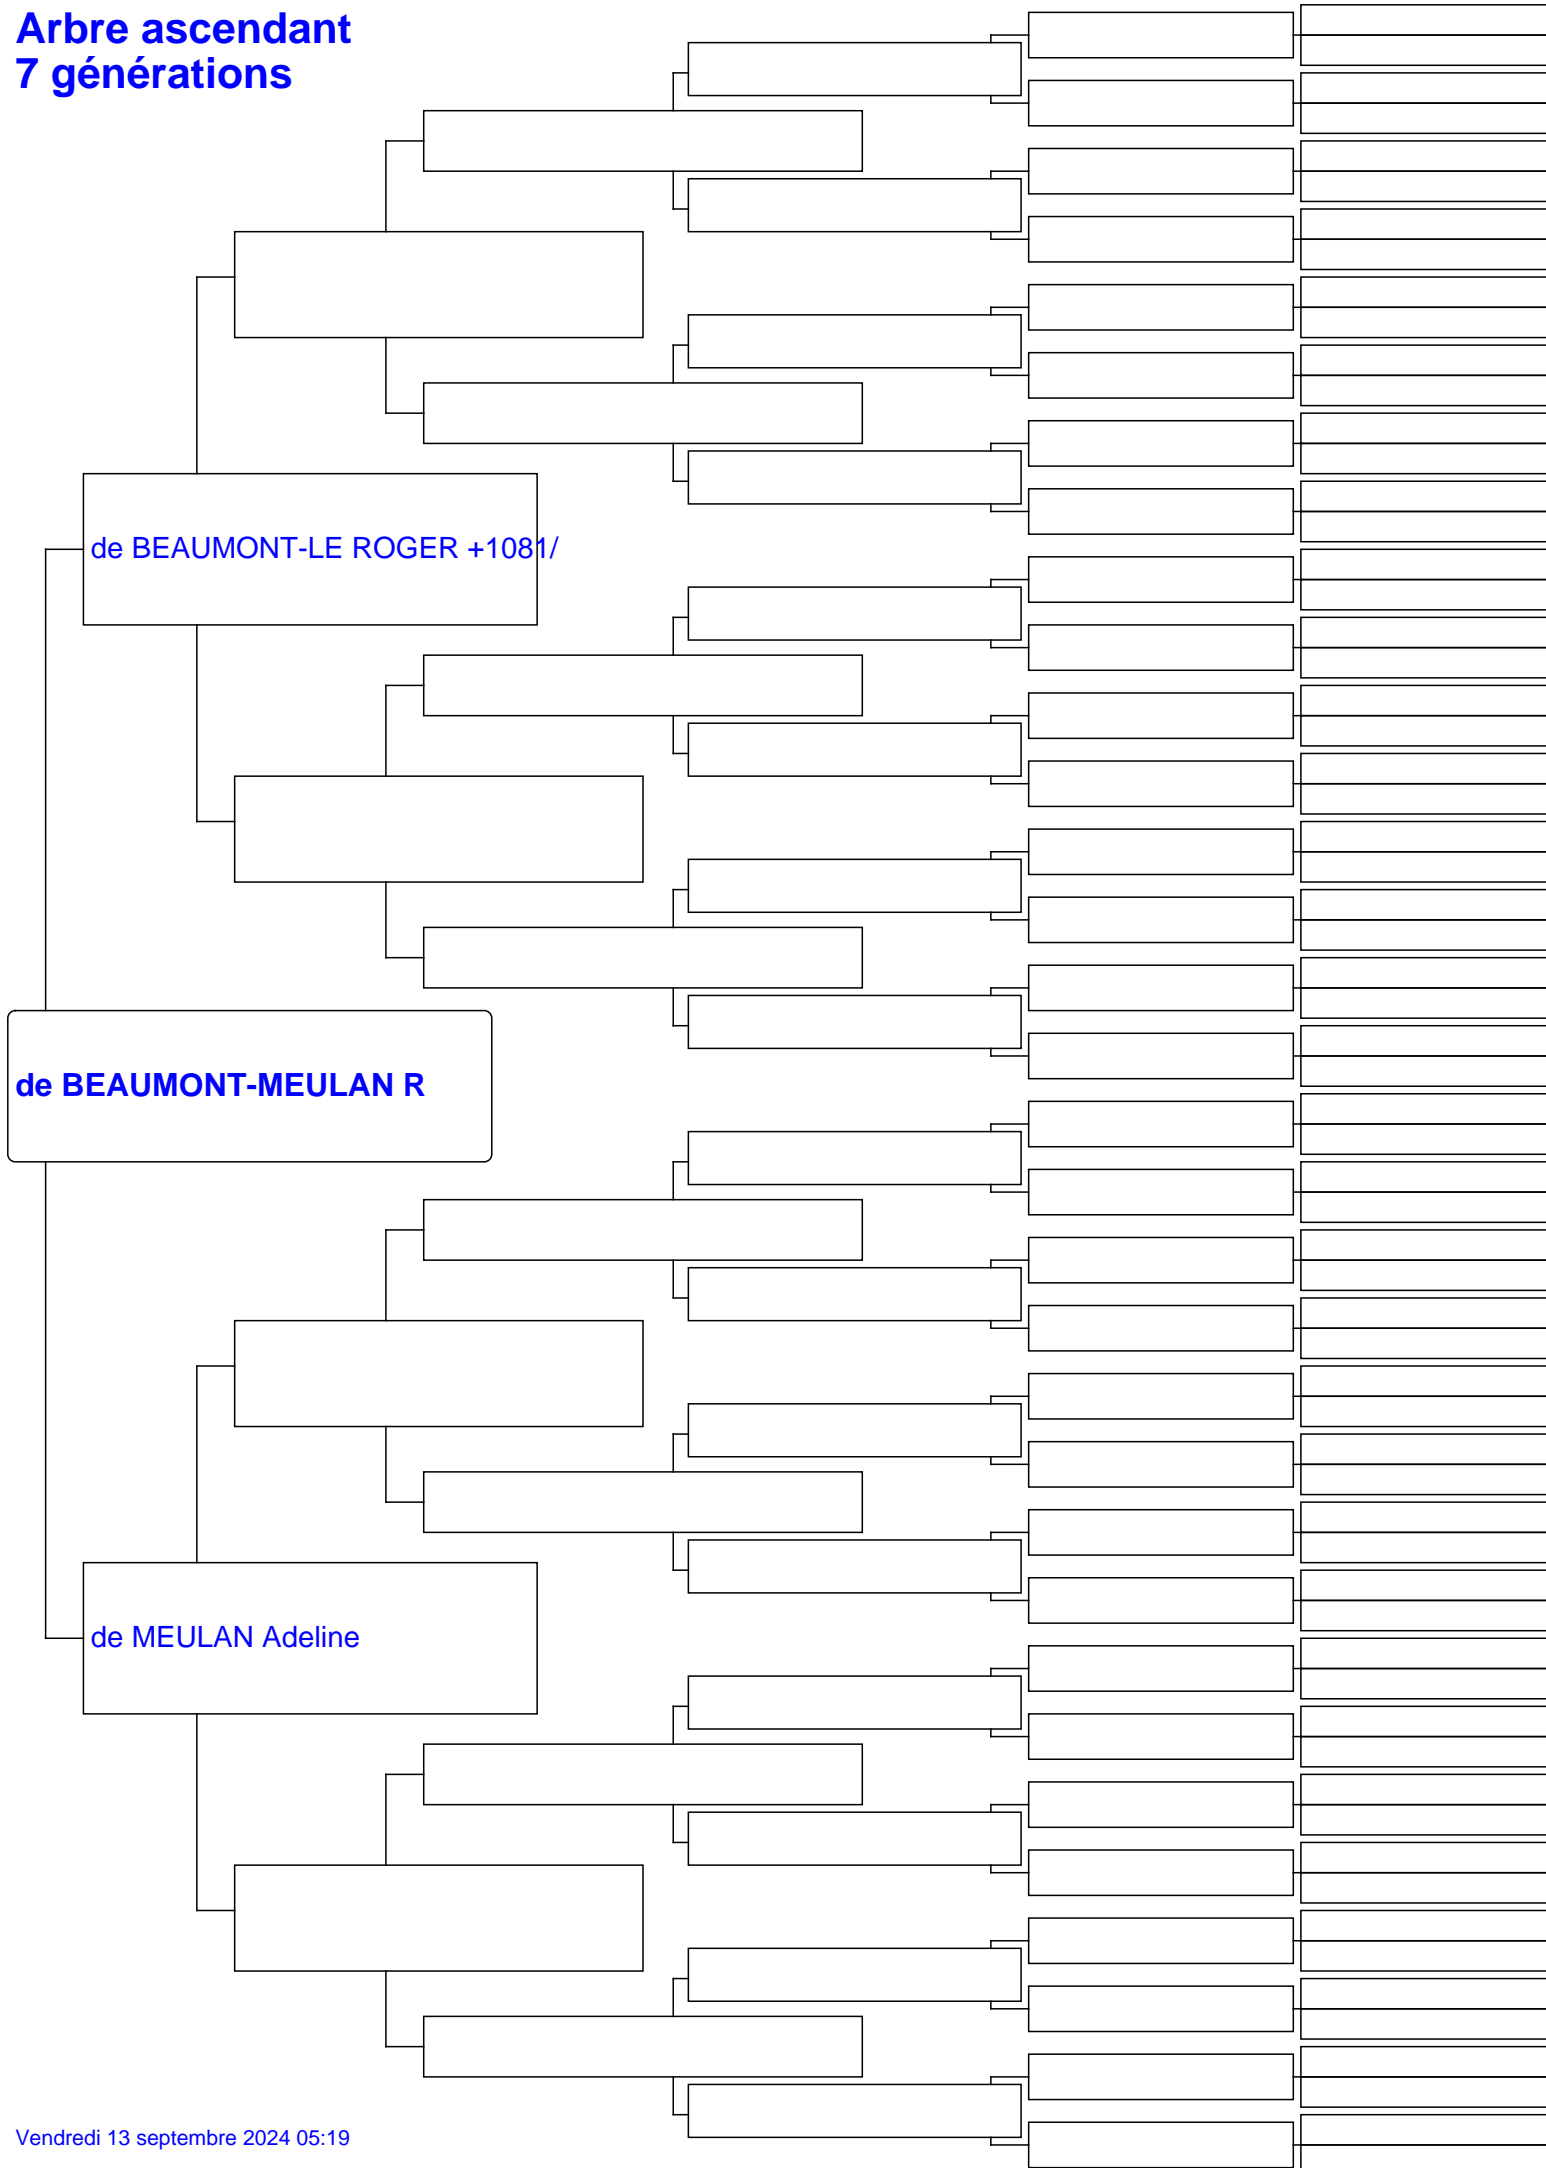 Arbre ascendant
7 générations
de BEAUMONT-LE ROGER +1081/
de BEAUMONT-MEULAN R
de MEULAN Adeline
Vendredi 13 septembre 2024 05:19